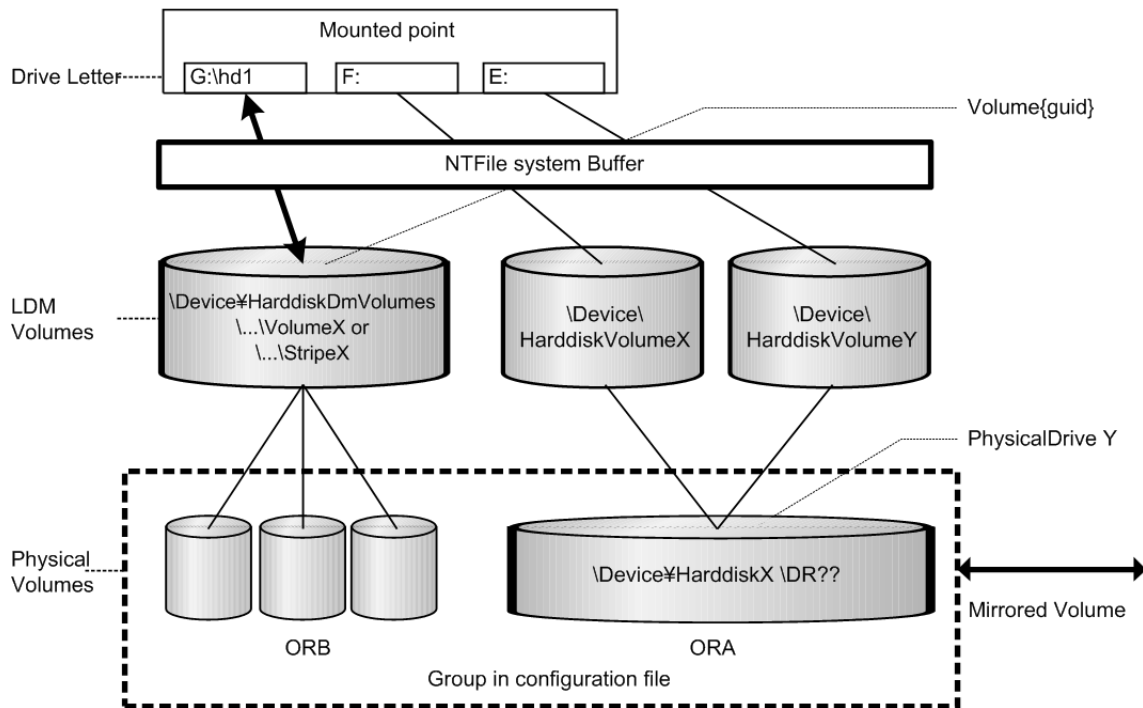 Mounted point
Drive Letter
G:\hd1
F:
E:
Volume{guid}
NTFile system Buffer
LDM
Volumes
\Device¥HarddiskDmVolumes
\...\VolumeX or
\...\StripeX
\Device\
HarddiskVolumeX
\Device\
HarddiskVolumeY
PhysicalDrive Y
Physical
Volumes
\Device¥HarddiskX \DR??
Mirrored Volume
ORB
ORA
Group in configuration file